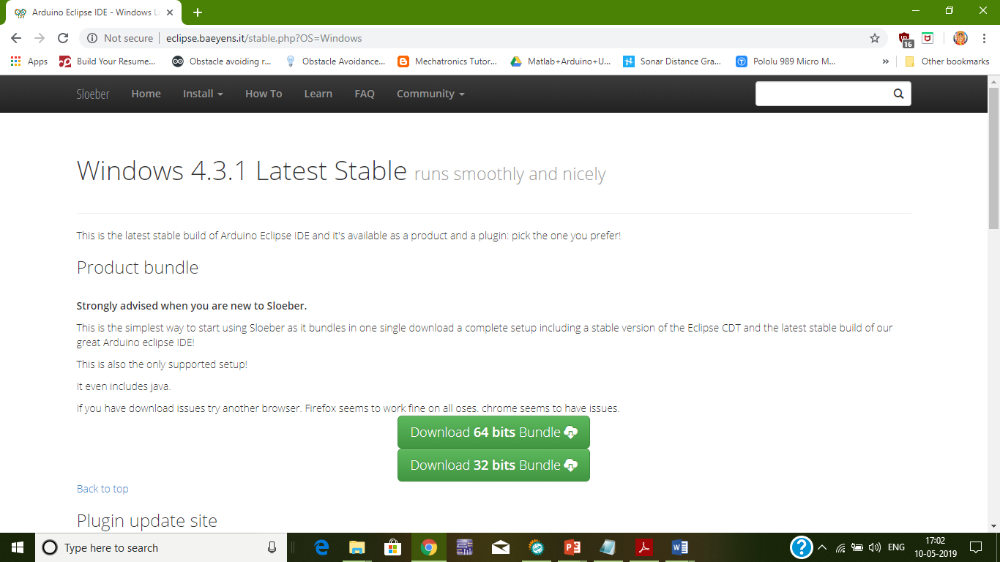 Arduino Eclipse IDE - Windows La
Not secure eclipse.baeyens.it/stable.php?OS=Windows
16
Apps Build Your Resume... Obstacle avoiding r... Obstacle Avoidance... Mechatronics Tutor... Matlab+Arduino+U... Sonar Distance Gra... Pololu 989 Micro M... » Other bookmarks
Sloeber Home Install How To Learn FAQ Community
Windows 4.3.1 Latest Stable runs smoothly and nicely
This is the latest stable build of Arduino Eclipse IDE and it's available as a product and a plugin: pick the one you prefer!
Product bundle
Strongly advised when you are new to Sloeber.
This is the simplest way to start using Sloeber as it bundles in one single download a complete setup including a stable version of the Eclipse CDT and the latest stable build of our
great Arduino eclipse IDE!
This is also the only supported setup!
It even includes java.
If you have download issues try another browser. Firefox seems to work fine on all oses. chrome seems to have issues.
Download 64 bits Bundle
Download 32 bits Bundle
Back to top
Plugin update site
Type here to search
ENG
17:02
10-05-2019